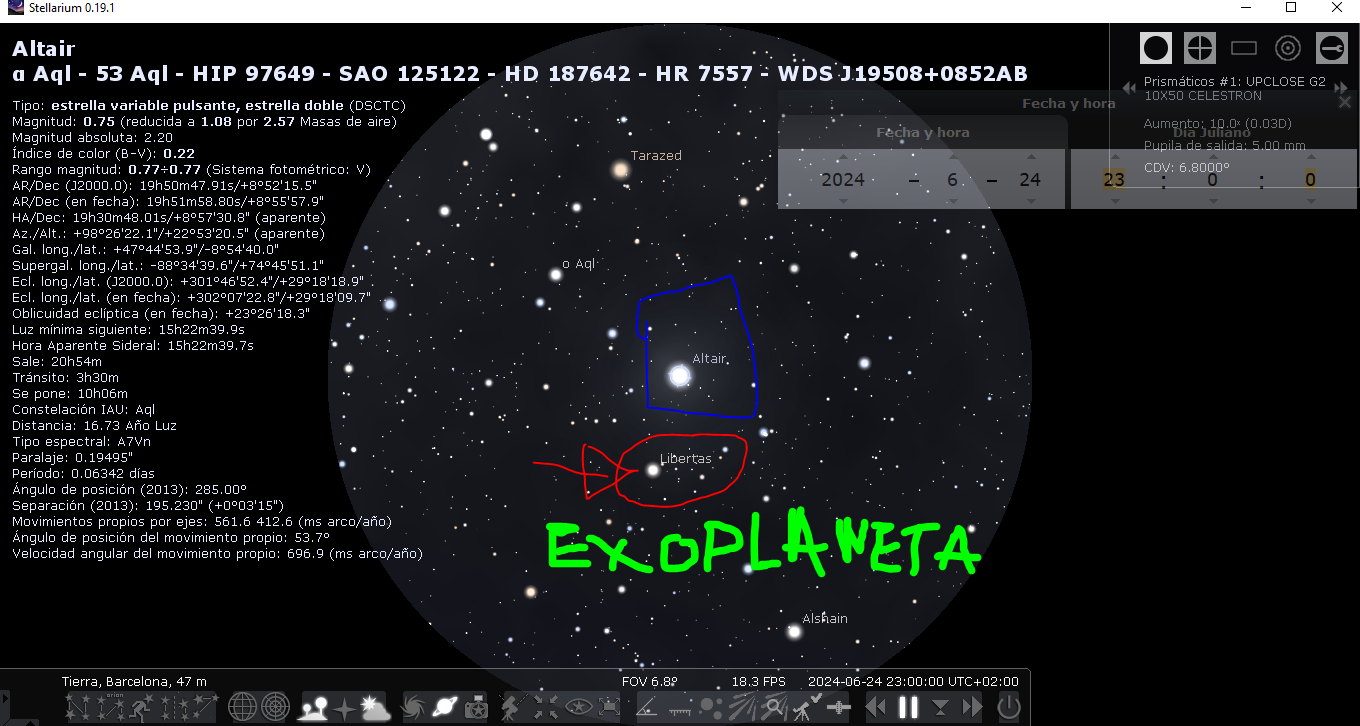 Stellarium 0.19.1
Altair
α Aql - 53 Aql - HIP 97649 - SAO 125122 - HD 187642 - HR 7557 - WDS J19508+0852AB
Tipo: estrella variable pulsante, estrella doble (DSCTC)
Magnitud: 0.75 (reducida a 1.08 por 2.57 Masas de aire)
Magnitud absoluta: 2.20
Índice de color (B-V): 0.22
Rango magnitud: 0.77÷0.77 (Sistema fotométrico: V)
AR/Dec (J2000.0): 19h50m47.91s/+8°52'15.5"
AR/Dec (en fecha): 19h51m58.80s/+8°55'57.9"
HA/Dec: 19h30m48.01s/+8°57'30.8" (aparente)
Az./Alt.: +98°26'22.1"/+22°53'20.5" (aparente)
Gal. long./lat.: +47°44'53.9"/-8°54'40.0"
Supergal. long./lat.: -88°34'39.6"/+74°45'51.1"
Ecl. long./lat. (J2000.0): +301°46'52.4"/+29°18'18.9"
Ecl. long./lat. (en fecha): +302°07'22.8"/+29°18'09.7"
Oblicuidad eclíptica (en fecha): +23°26'18.3"
Luz mínima siguiente: 15h22m39.9s
Hora Aparente Sideral: 15h22m39.7s
Sale: 20h54m
Tránsito: 3h30m
Se pone: 10h06m
Constelación IAU: Aql
Distancia: 16.73 Año Luz
Tipo espectral: A7Vn
Paralaje: 0.19495"
Período: 0.06342 días
Ángulo de posición (2013): 285.00°
Separación (2013): 195.230" (+0°03'15")
Movimientos propios por ejes: 561.6 412.6 (ms arco/año)
Ángulo de posición del movimiento propio: 53.7°
Velocidad angular del movimiento propio: 696.9 (ms arco/año)
Prismáticos #1: UPCLOSE G2
10X50 CELESTRON
Aumento: 10.0× (0.03D)
Pupila de salida: 5.00 mm
CDV: 6.8000°
Fecha y hora
Fecha y hora
Día Juliano
2024 - 6 - 24 23 : 0 : 0
Tarazed
ο Aql
Altair
Libertas
EXOPLANETA
Alshain
Tierra, Barcelona, 47 m
FOV 6.8°
18.3 FPS
2024-06-24 23:00:00 UTC+02:00